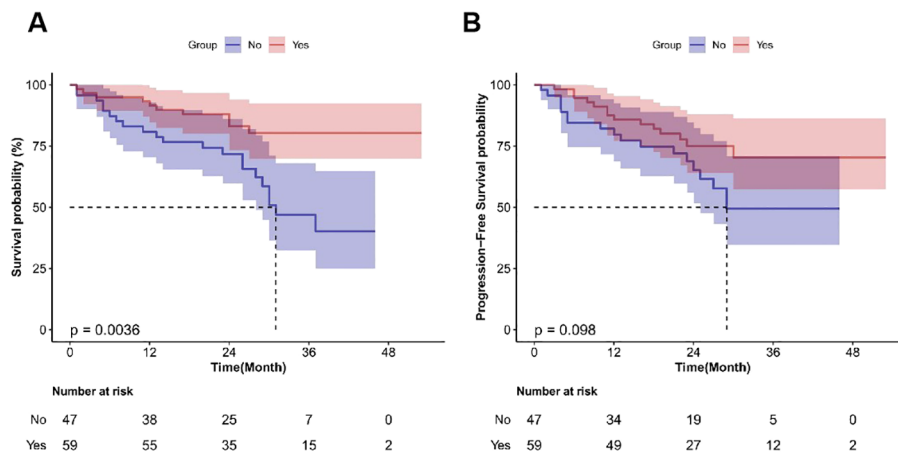 A
Group No Yes
Survival probability (%)
100
75
50
25
0
p = 0.0036
0 12 24 36 48
Time(Month)
Number at risk
No 47 38 25 7 0
Yes 59 55 35 15 2
B
Group No Yes
Progression−Free Survival probability
100
75
50
25
0
p = 0.098
0 12 24 36 48
Time(Month)
Number at risk
No 47 34 19 5 0
Yes 59 49 27 12 2